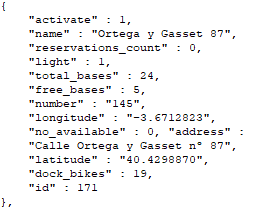 {
"activate" : 1,
"name" : "Ortega y Gasset 87",
"reservations_count" : 0,
"light" : 1,
"total_bases" : 24,
"free_bases" : 5,
"number" : "145",
"longitude" : "-3.6712823",
"no_available" : 0, "address" :
"Calle Ortega y Gasset nº 87",
"latitude" : "40.4298870",
"dock_bikes" : 19,
"id" : 171
},